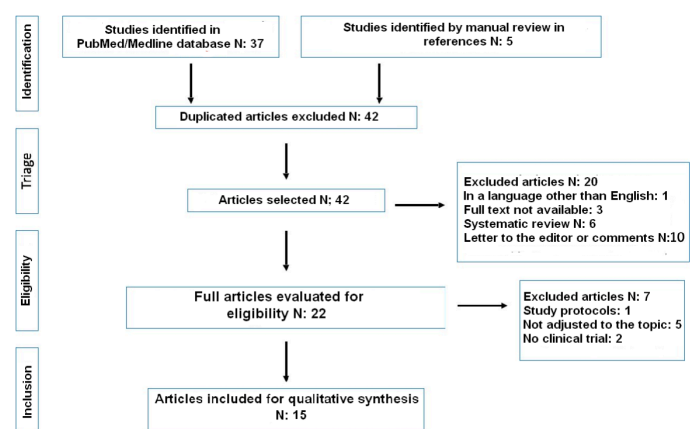 Identification
Studies identified in
PubMed/Medline database N: 37
Studies identified by manual review in
references N: 5
Duplicated articles excluded N: 42
Triage
Articles selected N; 42
Excluded articles N: 20
In a language other than English: 1
Full text not available: 3
Systematic review N: 6
Letter to the editor or comments N:10
Eligibility
Full articles evaluated for
eligibility N: 22
Excluded articles N: 7
Study protocols: 1
Not adjusted to the topic: 5
No clinical trial: 2
Inclusion
Articles included for qualitative synthesis
N: 15